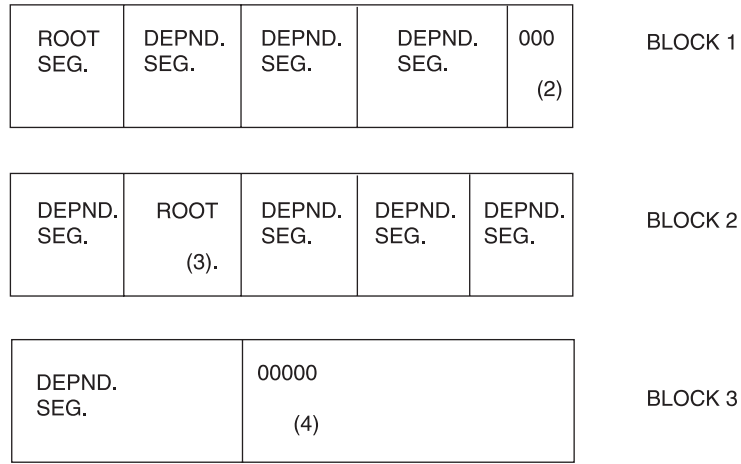 ROOT SEG.
DEPND. SEG.
DEPND. SEG.
DEPND. SEG.
000
(2)
BLOCK 1
DEPND. SEG.
ROOT
(3).
DEPND. SEG.
DEPND. SEG.
DEPND. SEG.
BLOCK 2
DEPND. SEG.
00000
(4)
BLOCK 3